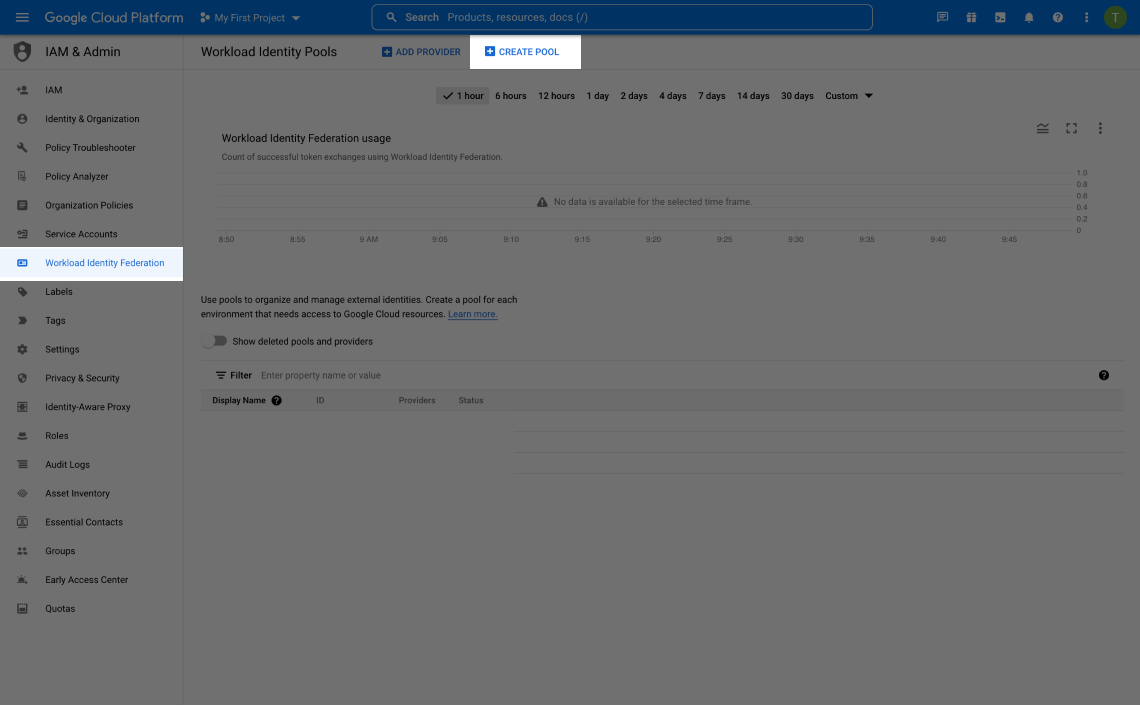 Google Cloud Platform My First Project Search Products, resources, docs (/) T
IAM & Admin
Workload Identity Pools ADD PROVIDER CREATE POOL
IAM
Identity & Organization
Policy Troubleshooter
Policy Analyzer
Organization Policies
Service Accounts
Workload Identity Federation
Labels
Tags
Settings
Privacy & Security
Identity-Aware Proxy
Roles
Audit Logs
Asset Inventory
Essential Contacts
Groups
Early Access Center
Quotas
1 hour 6 hours 12 hours 1 day 2 days 4 days 7 days 14 days 30 days Custom
Workload Identity Federation usage
Count of successful token exchanges using Workload Identity Federation.
1.0
0.8
0.6
0.4
0.2
0
No data is available for the selected time frame.
8:50 8:55 9 AM 9:05 9:10 9:15 9:20 9:25 9:30 9:35 9:40 9:45
Use pools to organize and manage external identities. Create a pool for each
environment that needs access to Google Cloud resources. Learn more.
Show deleted pools and providers
Filter Enter property name or value
Display Name ID Providers Status